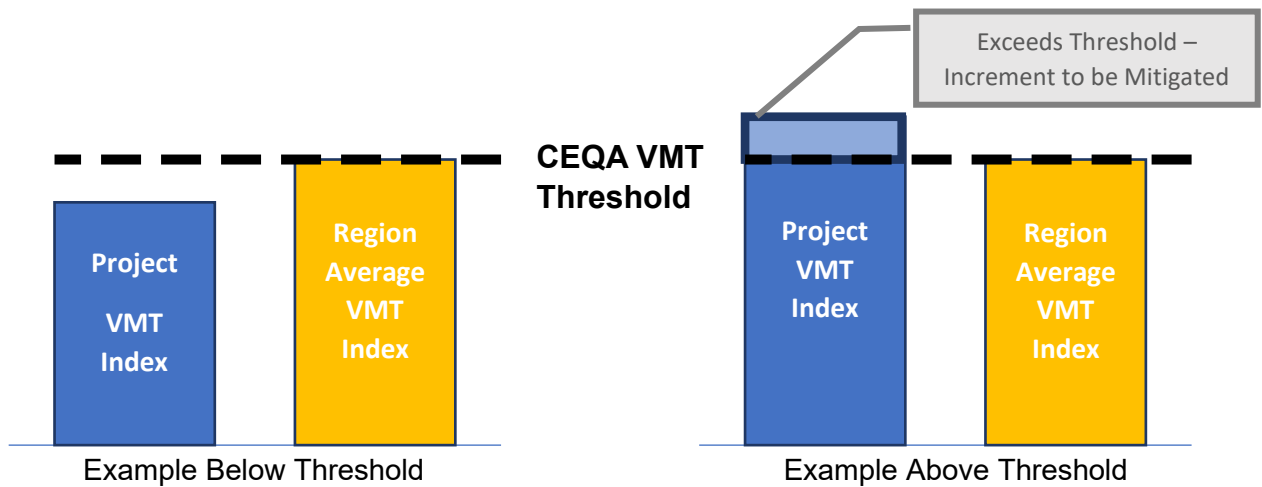 Exceeds Threshold –
Increment to be Mitigated
CEQA VMT
Threshold
Project
VMT
Index
Region
Average
VMT
Index
Project
VMT
Index
Region
Average
VMT
Index
Example Below Threshold
Example Above Threshold